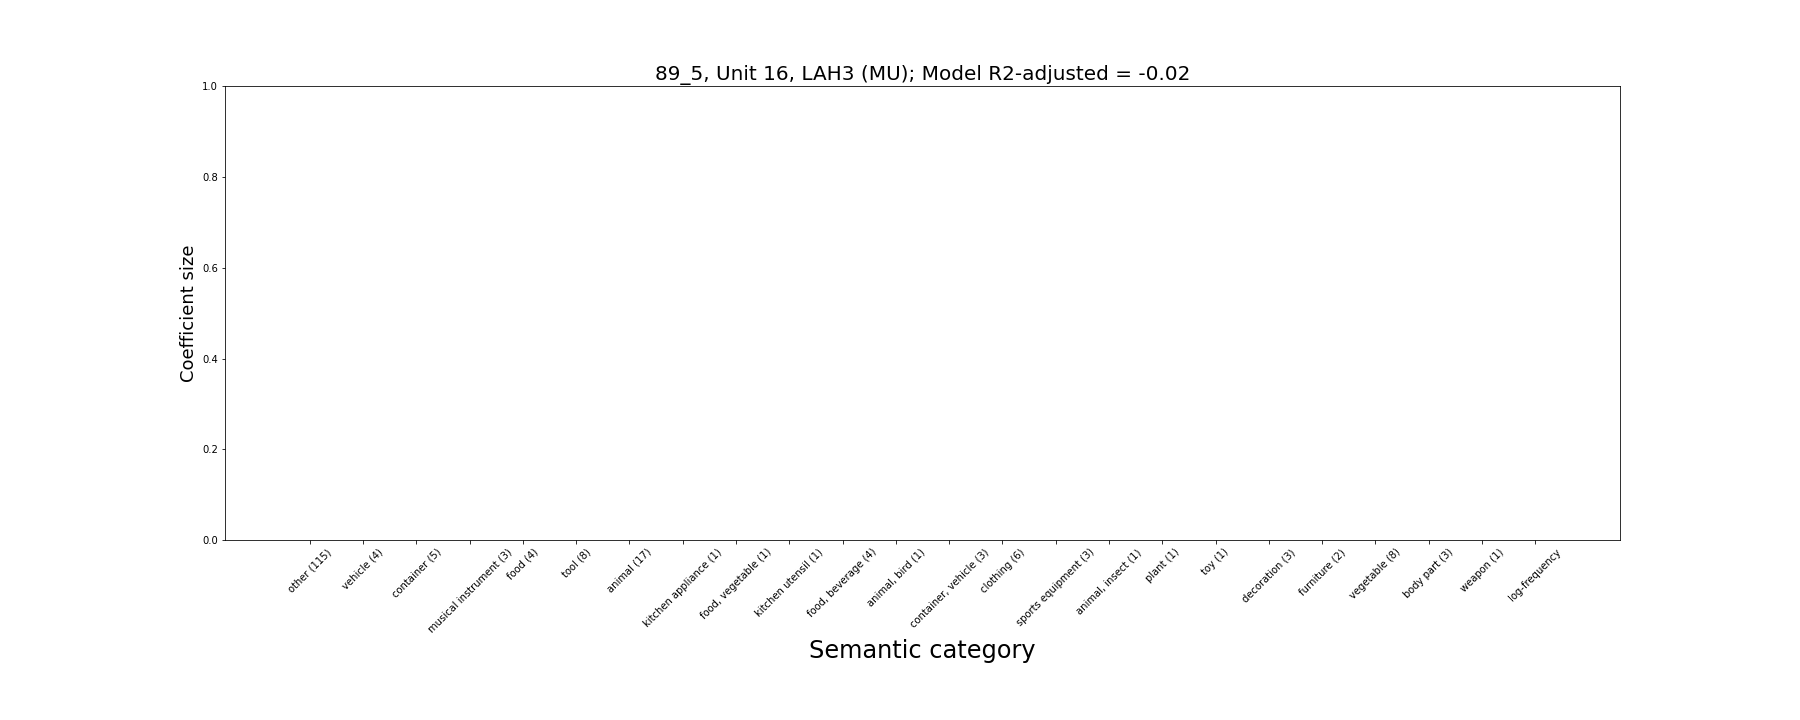 89_5, Unit 16, LAH3 (MU); Model R2-adjusted = -0.02
1.0
0.8
0.6
0.4
0.2
0.0
Coefficient size
other (115)
vehicle (4)
container (5)
musical instrument (3)
food (4)
tool (8)
animal (17)
kitchen appliance (1)
food, vegetable (1)
kitchen utensil (1)
food, beverage (4)
animal, bird (1)
container, vehicle (3)
clothing (6)
sports equipment (3)
animal, insect (1)
plant (1)
toy (1)
decoration (3)
furniture (2)
vegetable (8)
body part (3)
weapon (1)
log-frequency
Semantic category